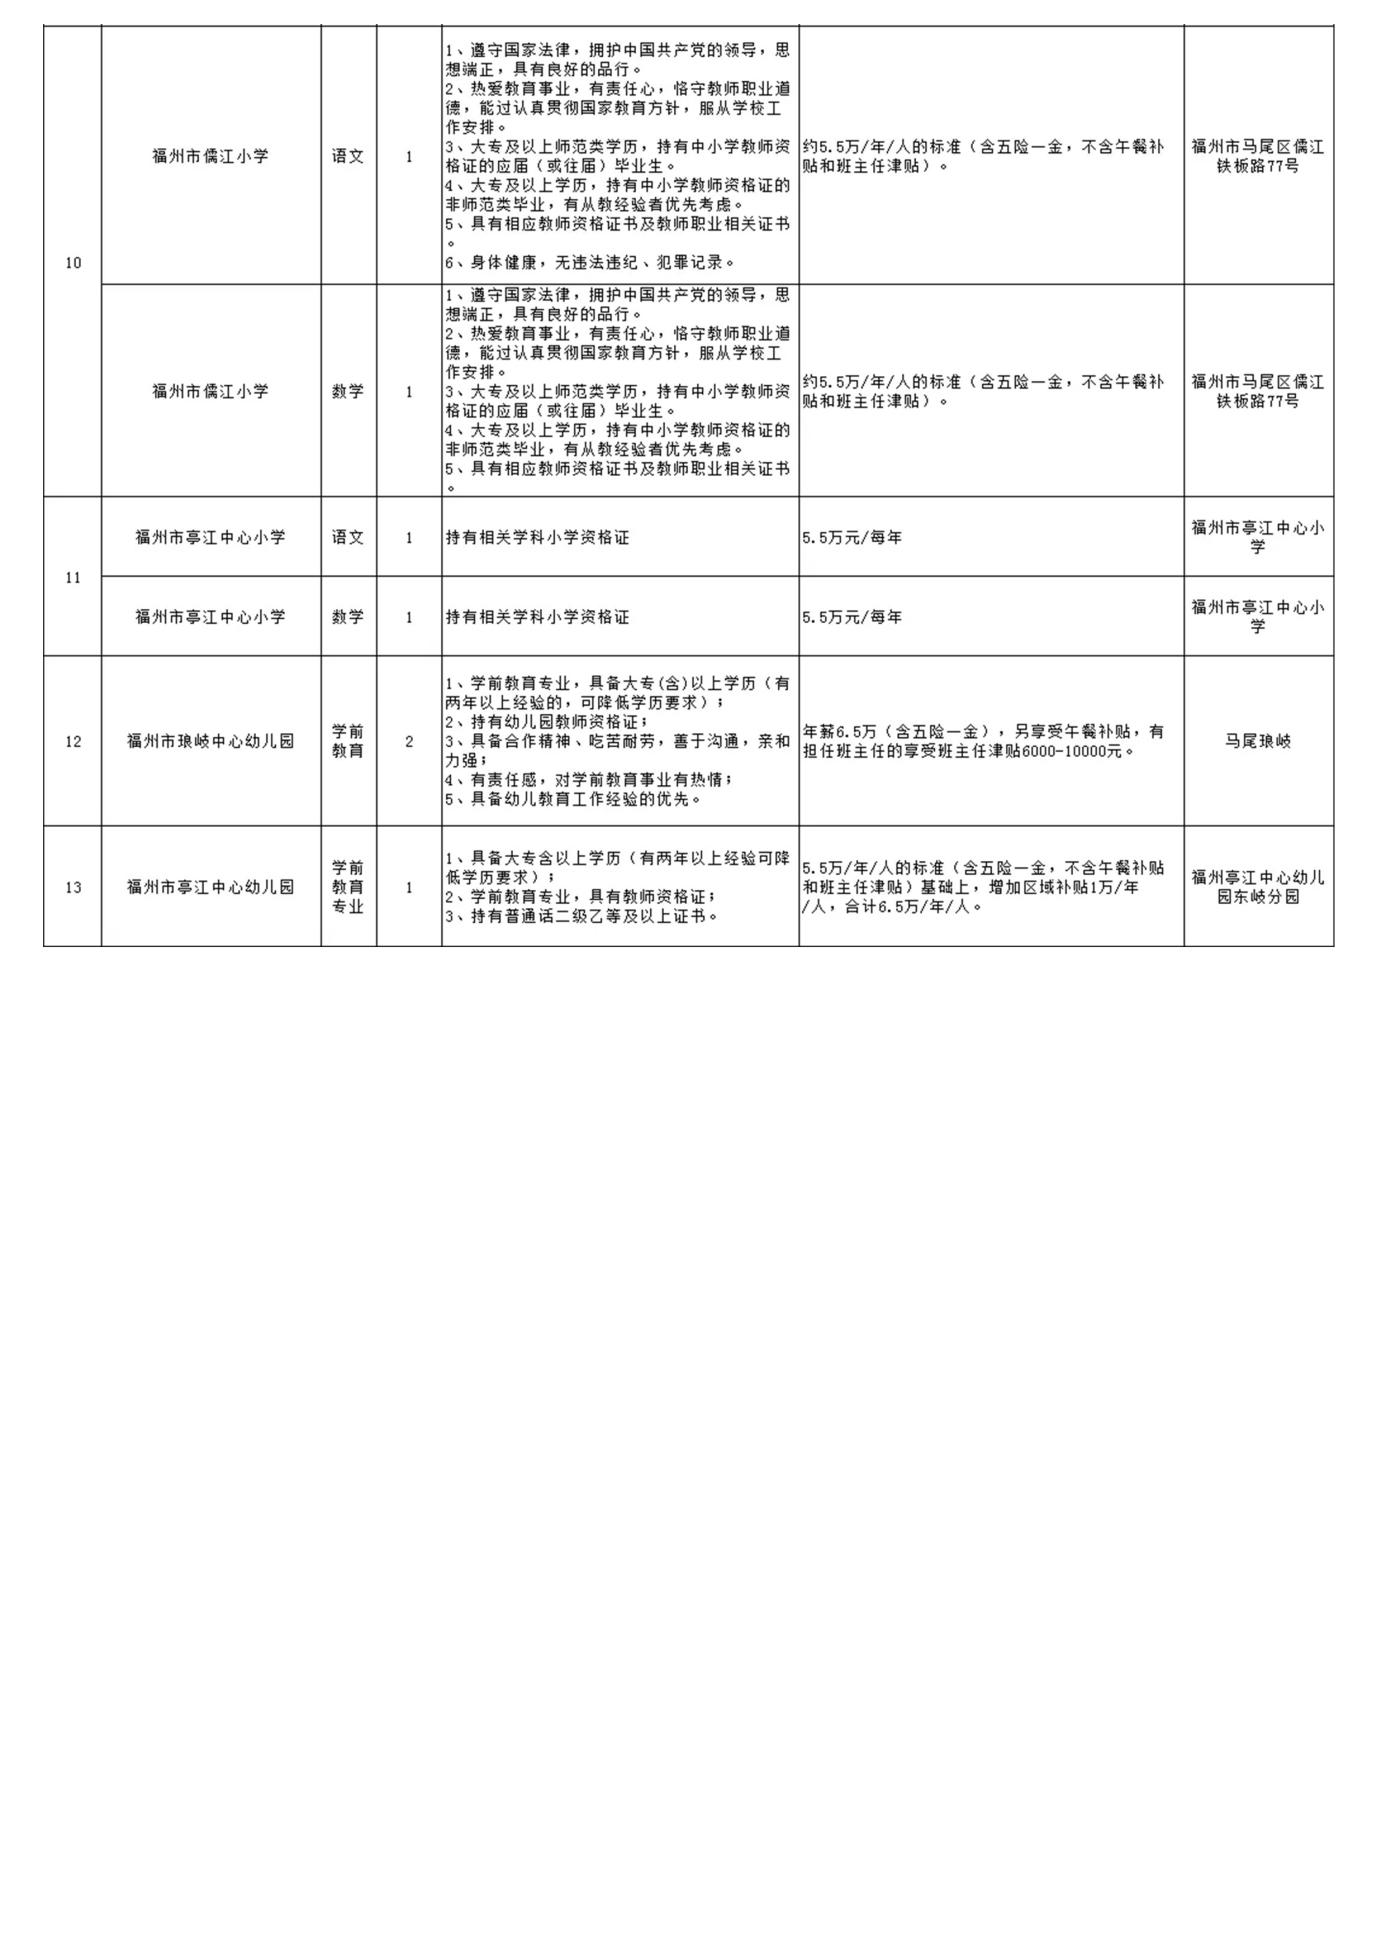 10
福州市儒江小学
语文
1
1、遵守国家法律，拥护中国共产党的领导，思
想端正，具有良好的品行。
2、热爱教育事业，有责任心，恪守教师职业道
德，能过认真贯彻国家教育方针，服从学校工
作安排。
3、大专及以上师范类学历，持有中小学教师资
格证的应届（或往届）毕业生。
4、大专及以上学历，持有中小学教师资格证的
非师范类毕业，有从教经验者优先考虑。
5、具有相应教师资格证书及教师职业相关证书
。
6、身体健康，无违法违纪、犯罪记录。
约5.5万/年/人的标准（含五险一金，不含午餐补
贴和班主任津贴）。
福州市马尾区儒江
铁板路77号
福州市儒江小学
数学
1
1、遵守国家法律，拥护中国共产党的领导，思
想端正，具有良好的品行。
2、热爱教育事业，有责任心，恪守教师职业道
德，能过认真贯彻国家教育方针，服从学校工
作安排。
3、大专及以上师范类学历，持有中小学教师资
格证的应届（或往届）毕业生。
4、大专及以上学历，持有中小学教师资格证的
非师范类毕业，有从教经验者优先考虑。
5、具有相应教师资格证书及教师职业相关证书
。
约5.5万/年/人的标准（含五险一金，不含午餐补
贴和班主任津贴）。
福州市马尾区儒江
铁板路77号
11
福州市亭江中心小学
语文
1
持有相关学科小学资格证
5.5万元/每年
福州市亭江中心小
学
福州市亭江中心小学
数学
1
持有相关学科小学资格证
5.5万元/每年
福州市亭江中心小
学
12
福州市琅岐中心幼儿园
学前
教育
2
1、学前教育专业，具备大专(含)以上学历（有
两年以上经验的，可降低学历要求）；
2、持有幼儿园教师资格证；
3、具备合作精神、吃苦耐劳，善于沟通，亲和
力强；
4、有责任感，对学前教育事业有热情；
5、具备幼儿教育工作经验的优先。
年薪6.5万（含五险一金），另享受午餐补贴，有
担任班主任的享受班主任津贴6000-10000元。
马尾琅岐
13
福州市亭江中心幼儿园
学前
教育
专业
1
1、具备大专含以上学历（有两年以上经验可降
低学历要求）；
2、学前教育专业，具有教师资格证；
3、持有普通话二级乙等及以上证书。
5.5万/年/人的标准（含五险一金，不含午餐补贴
和班主任津贴）基础上，增加区域补贴1万/年
/人，合计6.5万/年/人。
福州亭江中心幼儿
园东岐分园